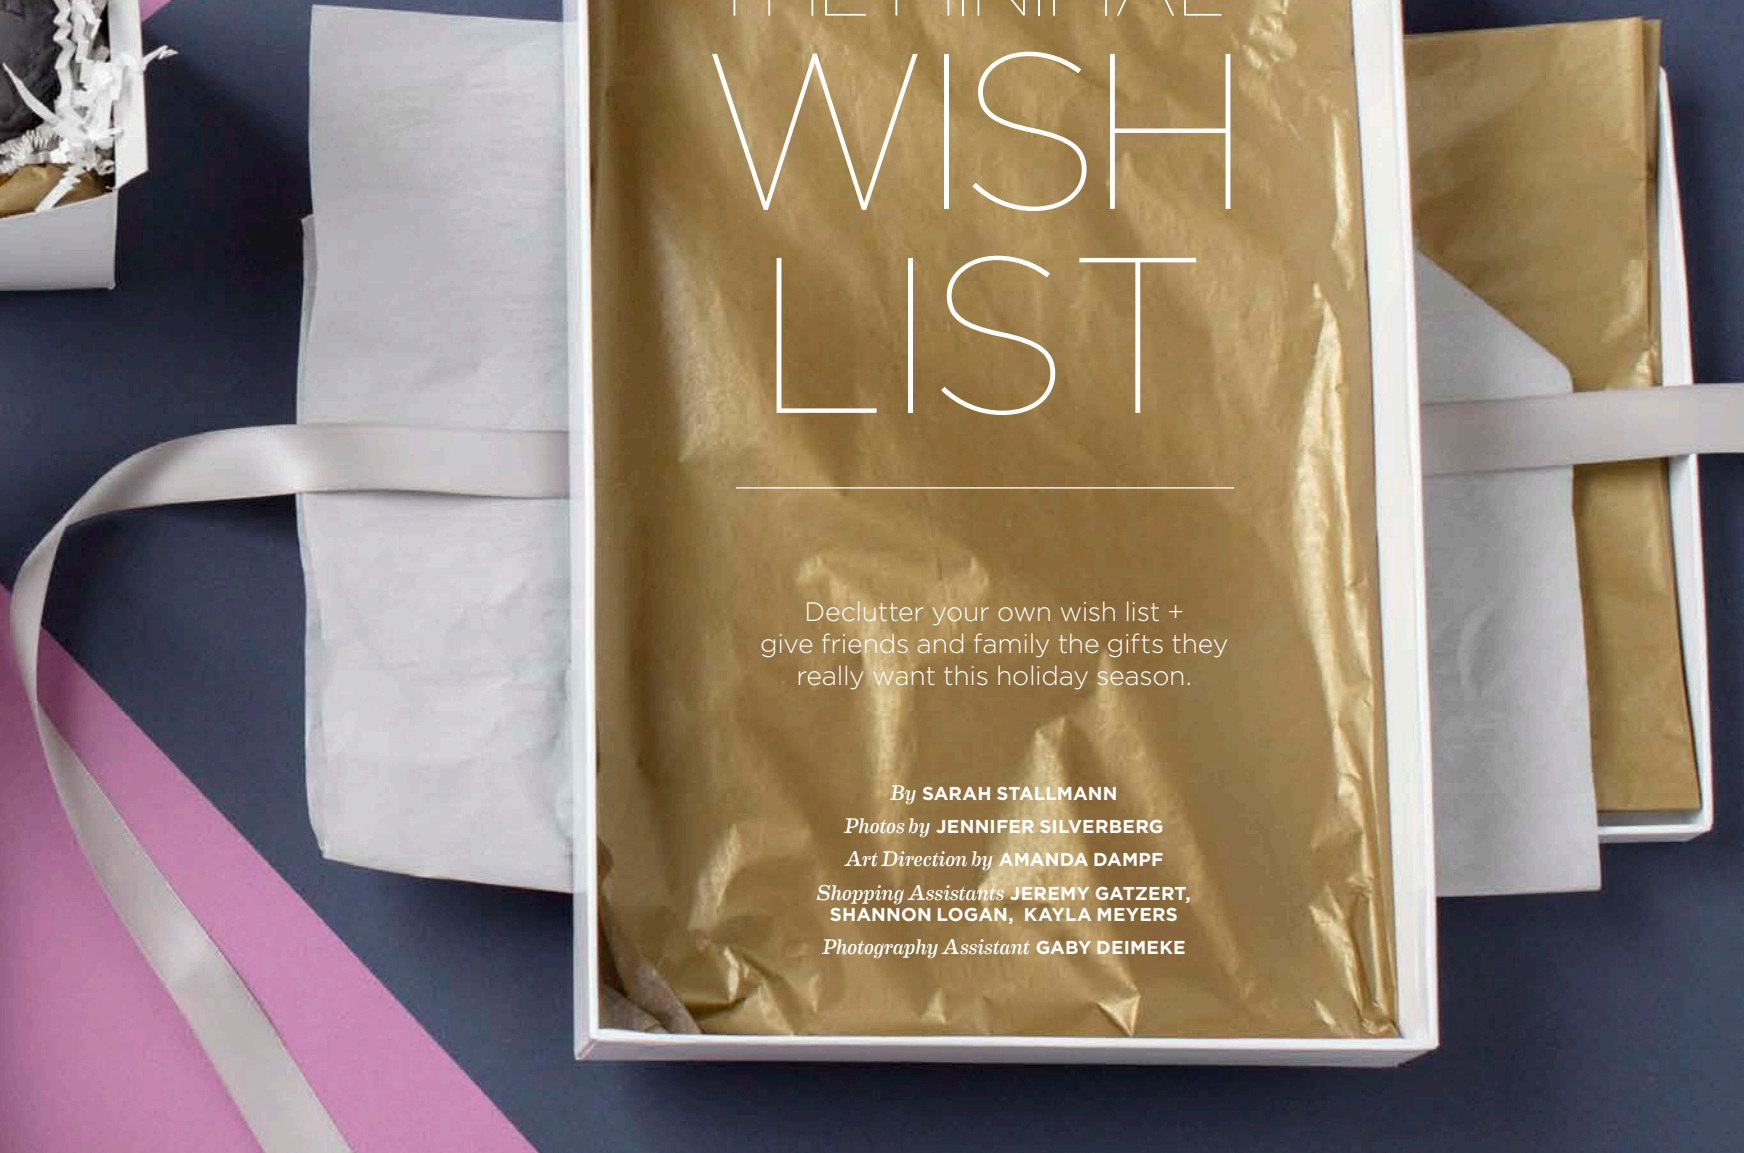 THE MINIMAL
WISH
LIST
Declutter your own wish list +
give friends and family the gifts they
really want this holiday season.
By SARAH STALLMANN
Photos by JENNIFER SILVERBERG
Art Direction by AMANDA DAMPF
Shopping Assistants JEREMY GATZERT,
SHANNON LOGAN, KAYLA MEYERS
Photography Assistant GABY DEIMEKE